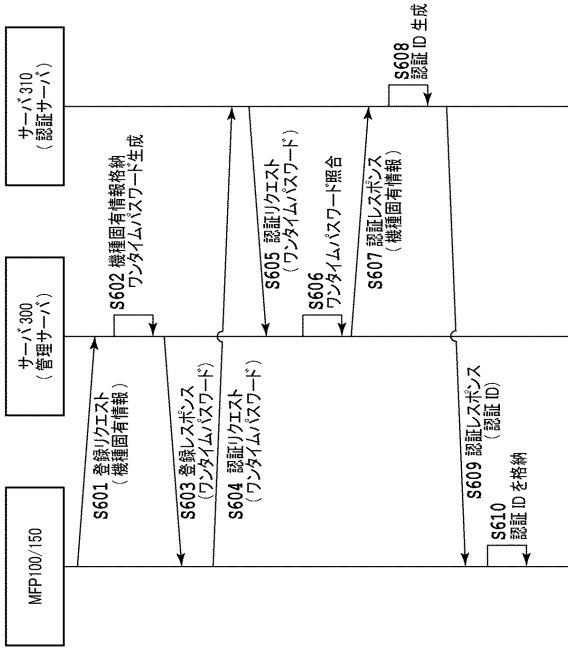 MFP100/150
サーバ300
(管理サーバ)
サーバ310
(認証サーバ)
S601 登録リクエスト
(機種固有情報)
S602 機種固有情報格納
ワンタイムパスワード生成
S603 登録レスポンス
(ワンタイムパスワード)
S604 認証リクエスト
(ワンタイムパスワード)
S605 認証リクエスト
(ワンタイムパスワード)
S606
ワンタイムパスワード照合
S607 認証レスポンス
(機種固有情報)
S608
認証 ID 生成
S609 認証レスポンス
(認証 ID)
S610
認証 ID を格納